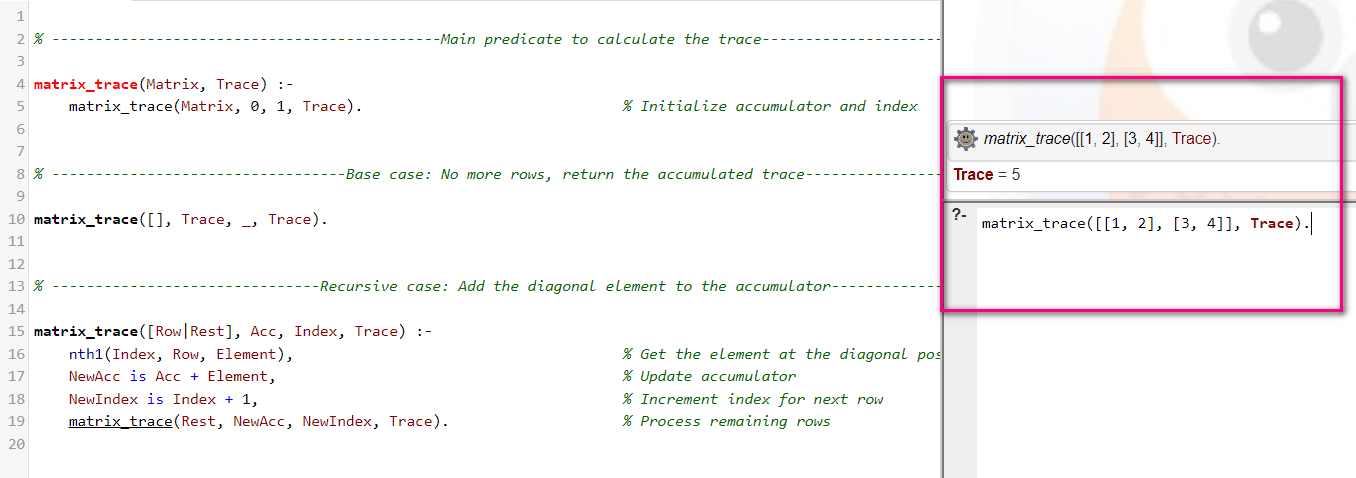 1
2 % ---------------------------------------------Main predicate to calculate the trace---------------------
3
4 matrix_trace(Matrix, Trace) :-
5 matrix_trace(Matrix, 0, 1, Trace). % Initialize accumulator and index
6
7
8 % ----------------------------------Base case: No more rows, return the accumulated trace----------------
9
10 matrix_trace([], Trace, _, Trace).
11
12
13 % -------------------------------Recursive case: Add the diagonal element to the accumulator-------------
14
15 matrix_trace([Row|Rest], Acc, Index, Trace) :-
16 nth1(Index, Row, Element), % Get the element at the diagonal pos
17 NewAcc is Acc + Element, % Update accumulator
18 NewIndex is Index + 1, % Increment index for next row
19 matrix_trace(Rest, NewAcc, NewIndex, Trace). % Process remaining rows
20
matrix_trace([[1, 2], [3, 4]], Trace).
Trace = 5
?- matrix_trace([[1, 2], [3, 4]], Trace).